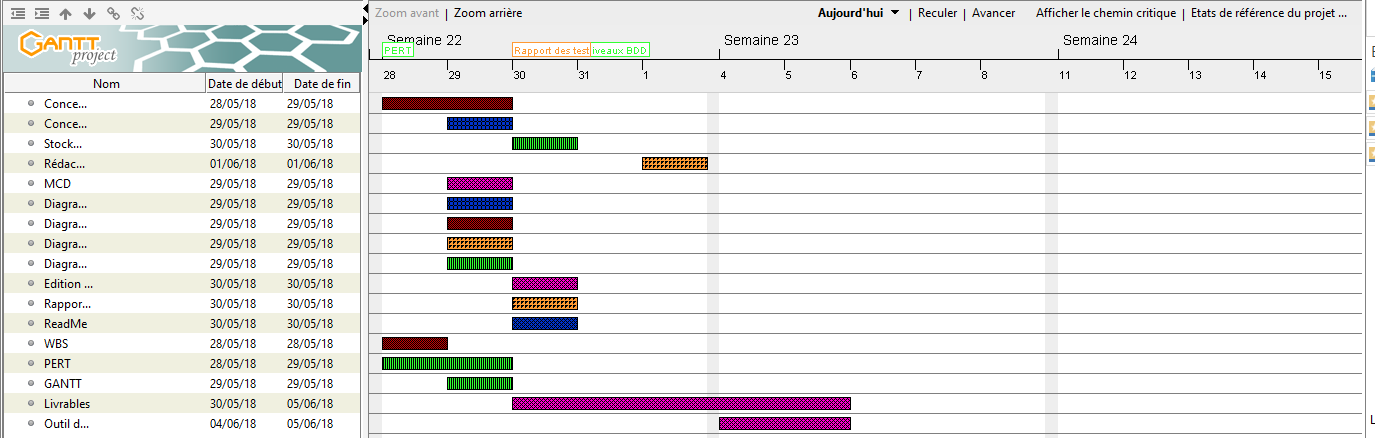 Zoom avant | Zoom arrière Aujourd'hui | Reculer | Avancer Afficher le chemin critique | Etats de référence du projet ...
GANTT project
Semaine 22 Semaine 23 Semaine 24
PERT Rapport des test iveaux BDD
28 29 30 31 1 4 5 6 7 8 11 12 13 14 15
Nom Date de début Date de fin
Conce... 28/05/18 29/05/18
Conce... 29/05/18 29/05/18
Stock... 30/05/18 30/05/18
Rédac... 01/06/18 01/06/18
MCD 29/05/18 29/05/18
Diagra... 29/05/18 29/05/18
Diagra... 29/05/18 29/05/18
Diagra... 29/05/18 29/05/18
Diagra... 29/05/18 29/05/18
Edition ... 30/05/18 30/05/18
Rappor... 30/05/18 30/05/18
ReadMe 30/05/18 30/05/18
WBS 28/05/18 28/05/18
PERT 28/05/18 29/05/18
GANTT 29/05/18 29/05/18
Livrables 30/05/18 05/06/18
Outil d... 04/06/18 05/06/18